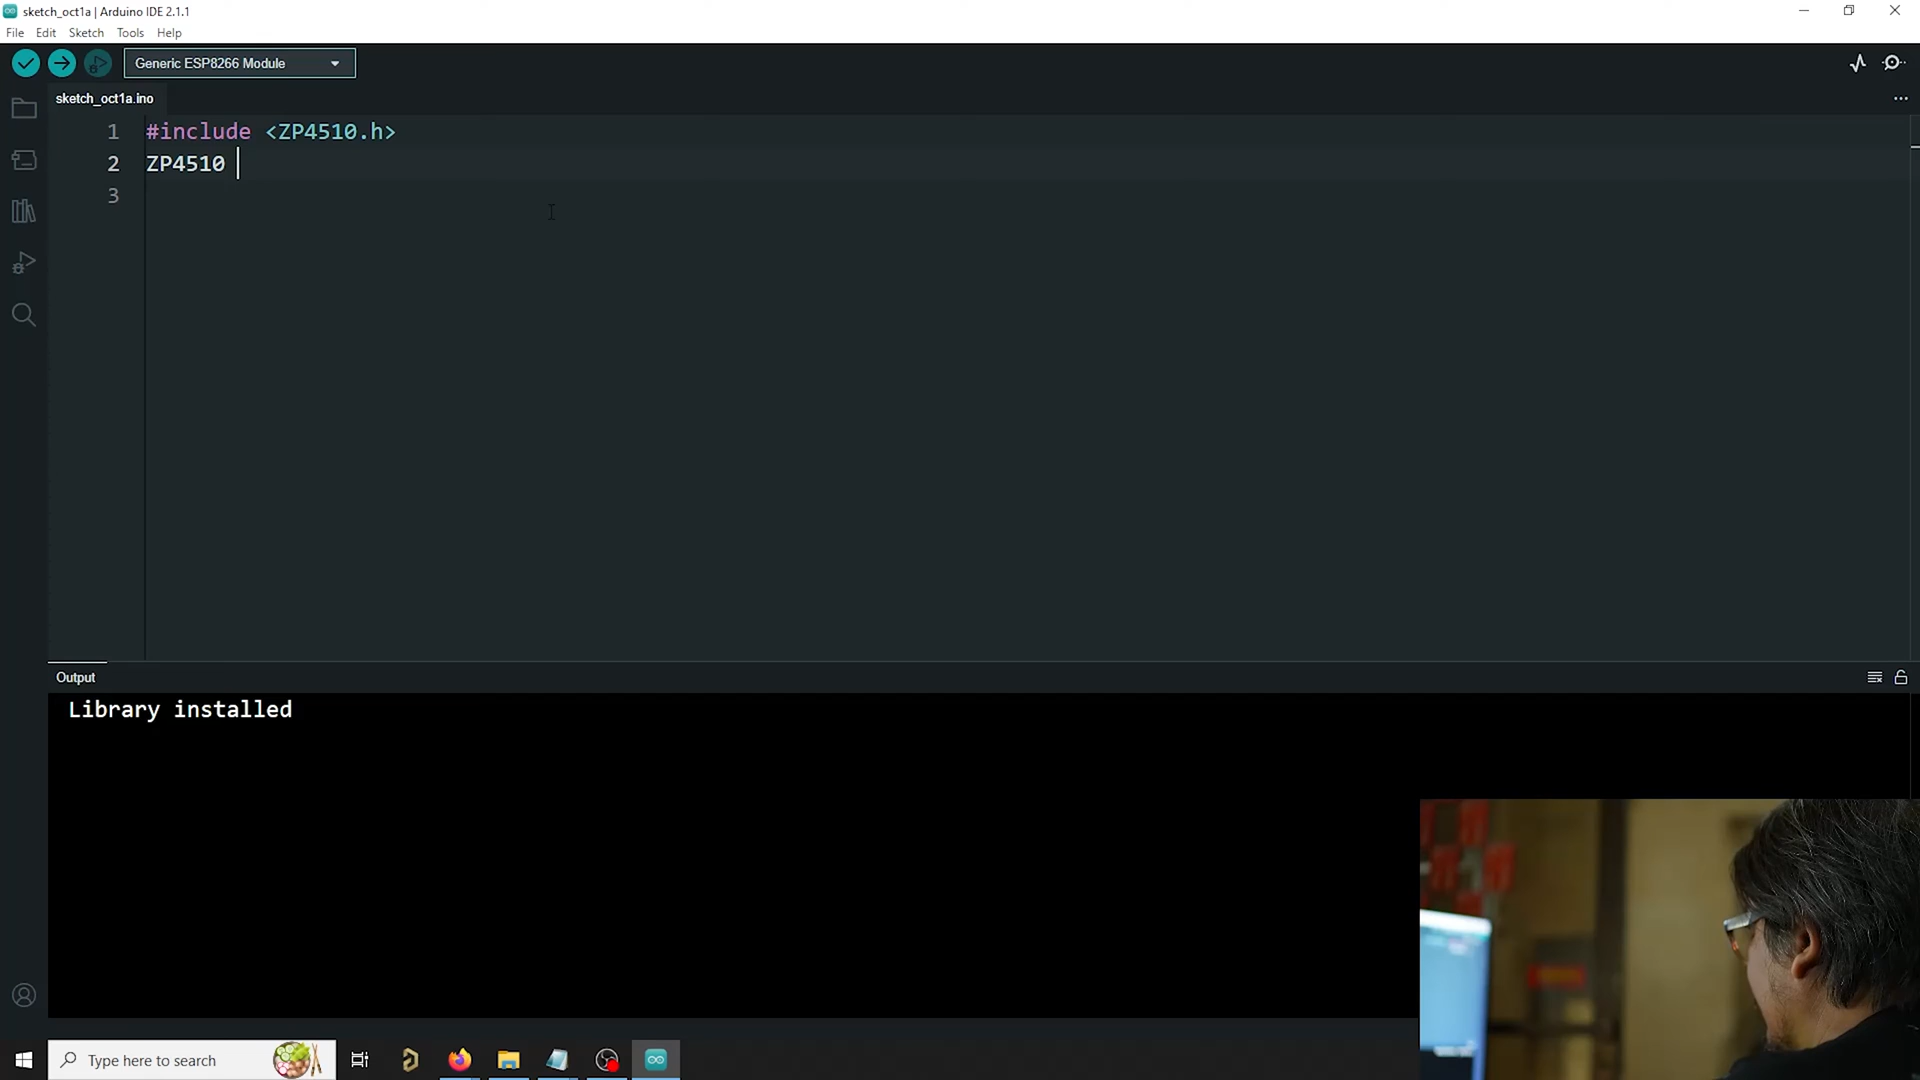 sketch_oct1a | Arduino IDE 2.1.1
File Edit Sketch Tools Help
Generic ESP8266 Module
sketch_oct1a.ino
1 #include <ZP4510.h>
2 ZP4510
3
Output
Library installed
Type here to search